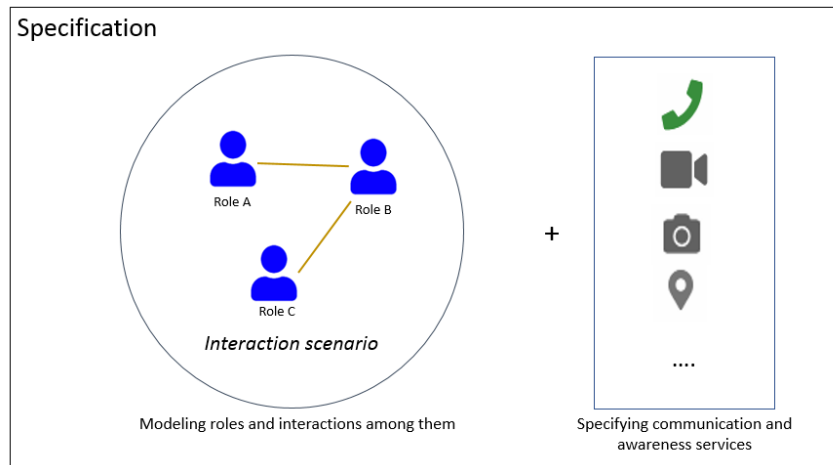 Specification
Role A
Role B
Role C
Interaction scenario
+
....
Modeling roles and interactions among them
Specifying communication and
awareness services